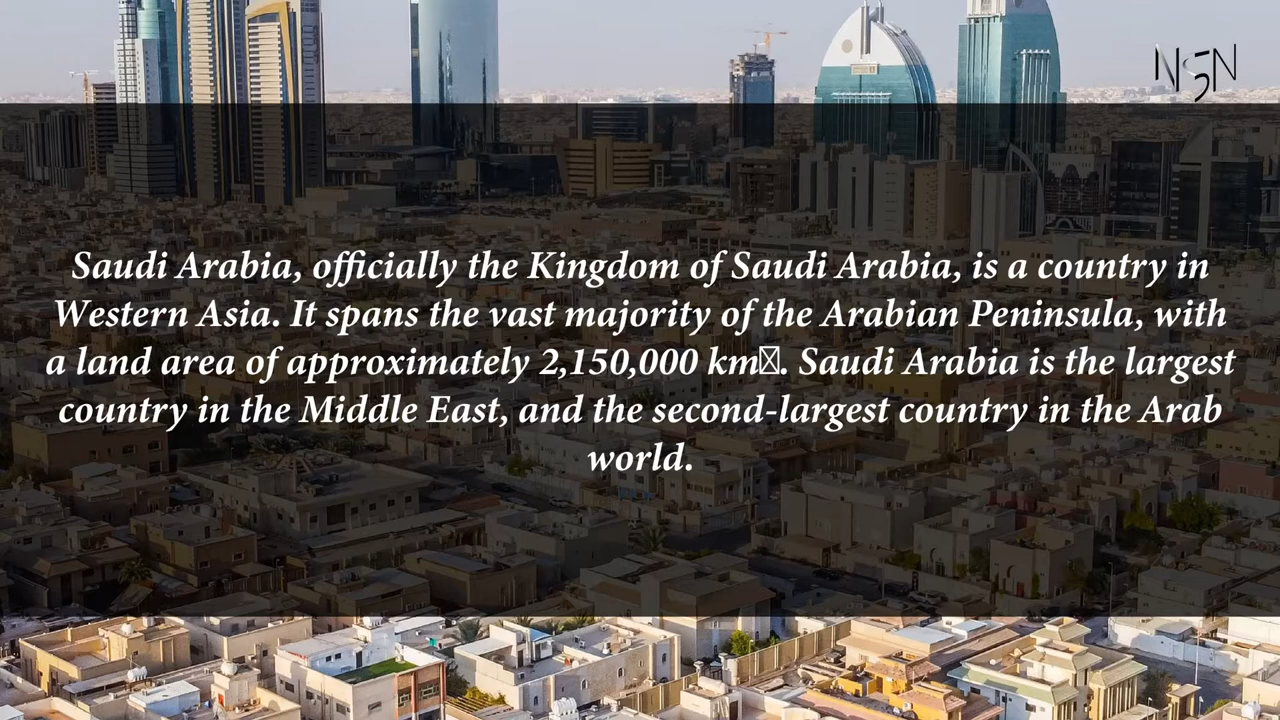 NSN
Saudi Arabia, officially the Kingdom of Saudi Arabia, is a country in
Western Asia. It spans the vast majority of the Arabian Peninsula, with
a land area of approximately 2,150,000 km▯. Saudi Arabia is the largest
country in the Middle East, and the second-largest country in the Arab
world.